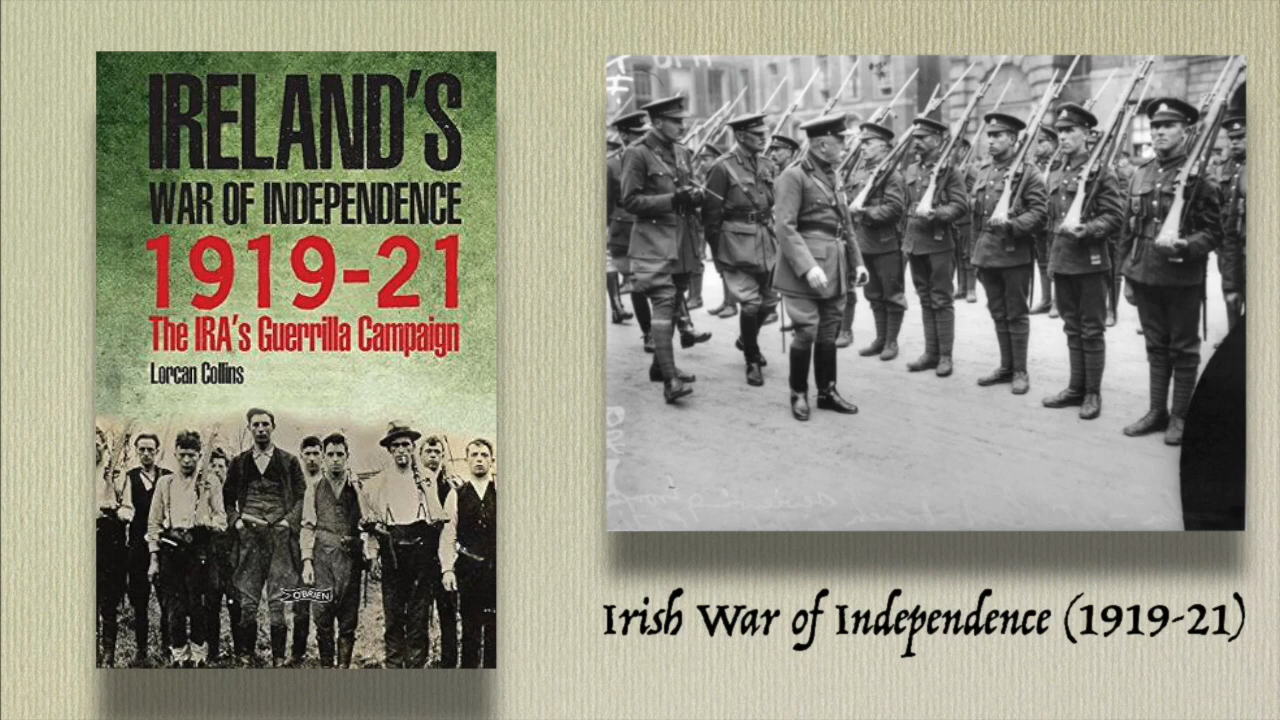 IRELAND'S
WAR OF INDEPENDENCE
1919-21
The IRA's Guerrilla Campaign
Lorcan Collins
O'BRIEN
Irish War of Independence (1919-21)